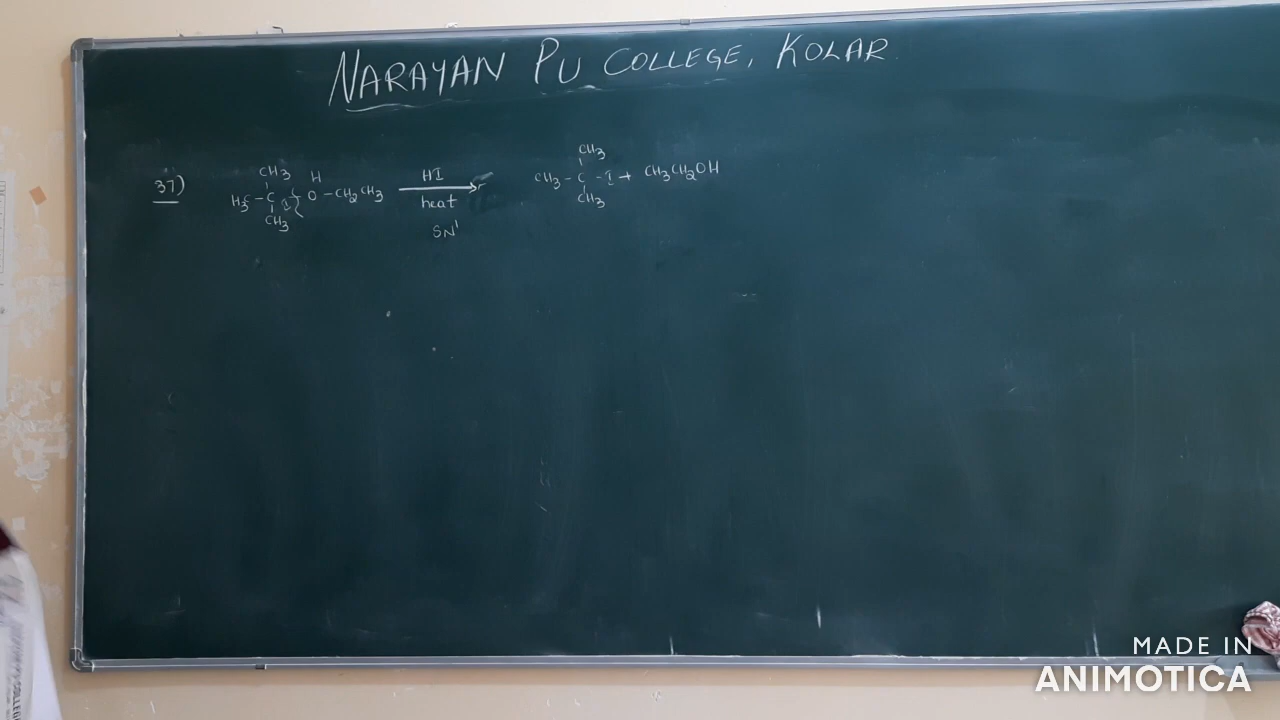 NARAYAN PU COLLEGE, KOLAR
37)
CH3 H
H3C - C - O - CH2CH3
I
CH3
HI
heat
SN1
CH3
CH3 - C - I + CH3CH2OH
CH3
MADE IN
ANIMOTICA